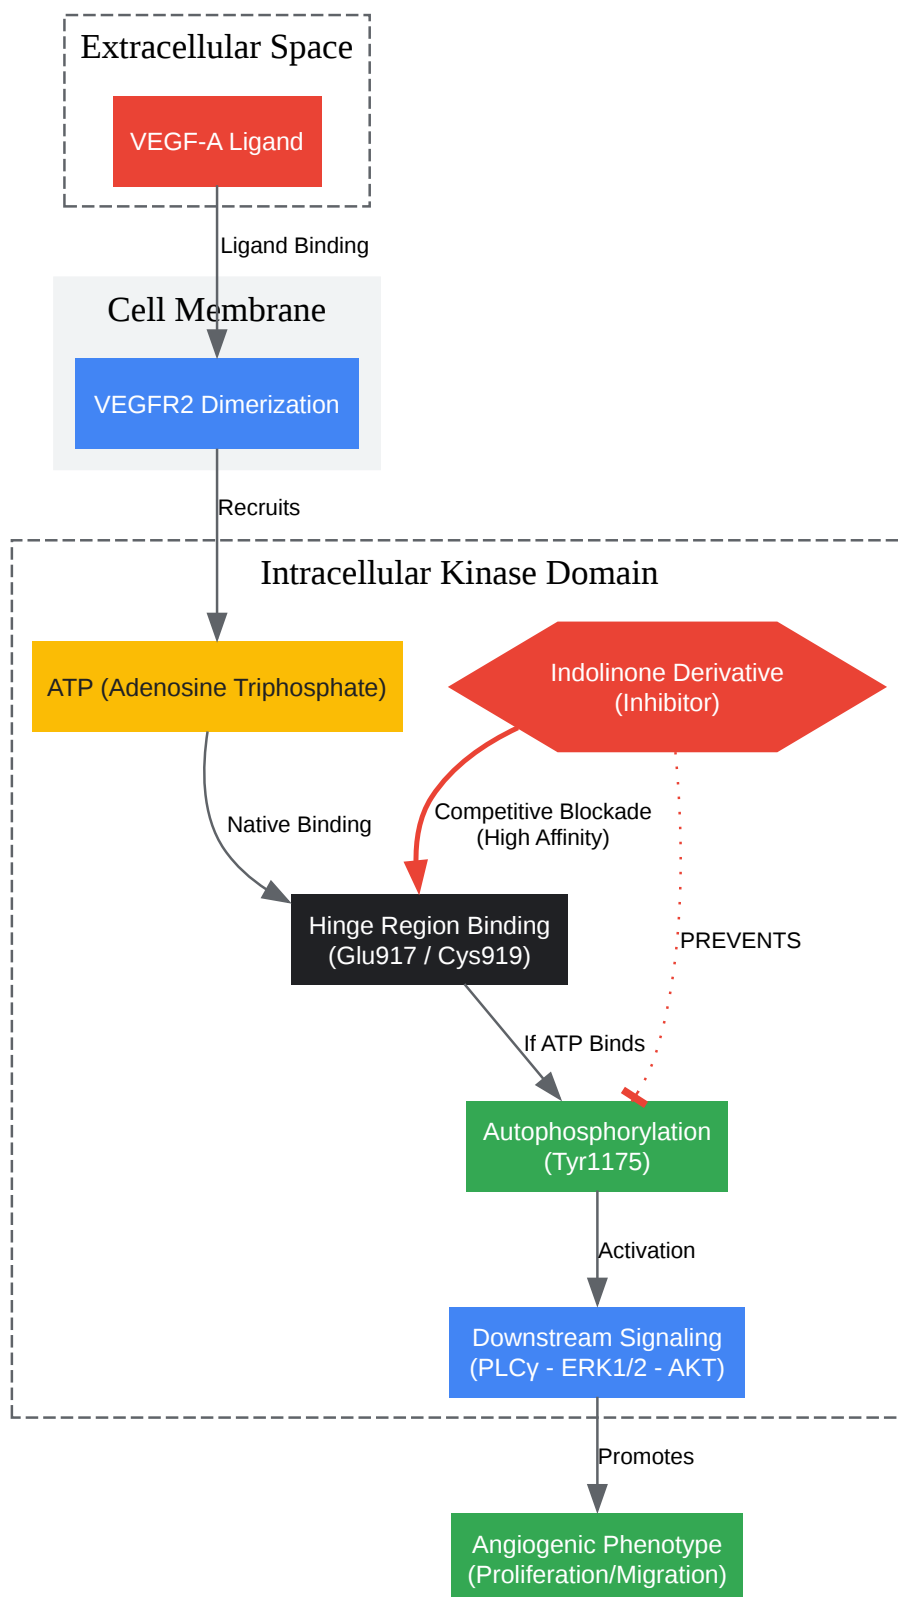 Extracellular Space
VEGF-A Ligand
Ligand Binding
Cell Membrane
VEGFR2 Dimerization
Recruits
Intracellular Kinase Domain
ATP (Adenosine Triphosphate)
Indolinone Derivative
(Inhibitor)
Native Binding
Competitive Blockade
(High Affinity)
Hinge Region Binding
(Glu917 / Cys919)
PREVENTS
If ATP Binds
Autophosphorylation
(Tyr1175)
Activation
Downstream Signaling
(PLCγ - ERK1/2 - AKT)
Promotes
Angiogenic Phenotype
(Proliferation/Migration)